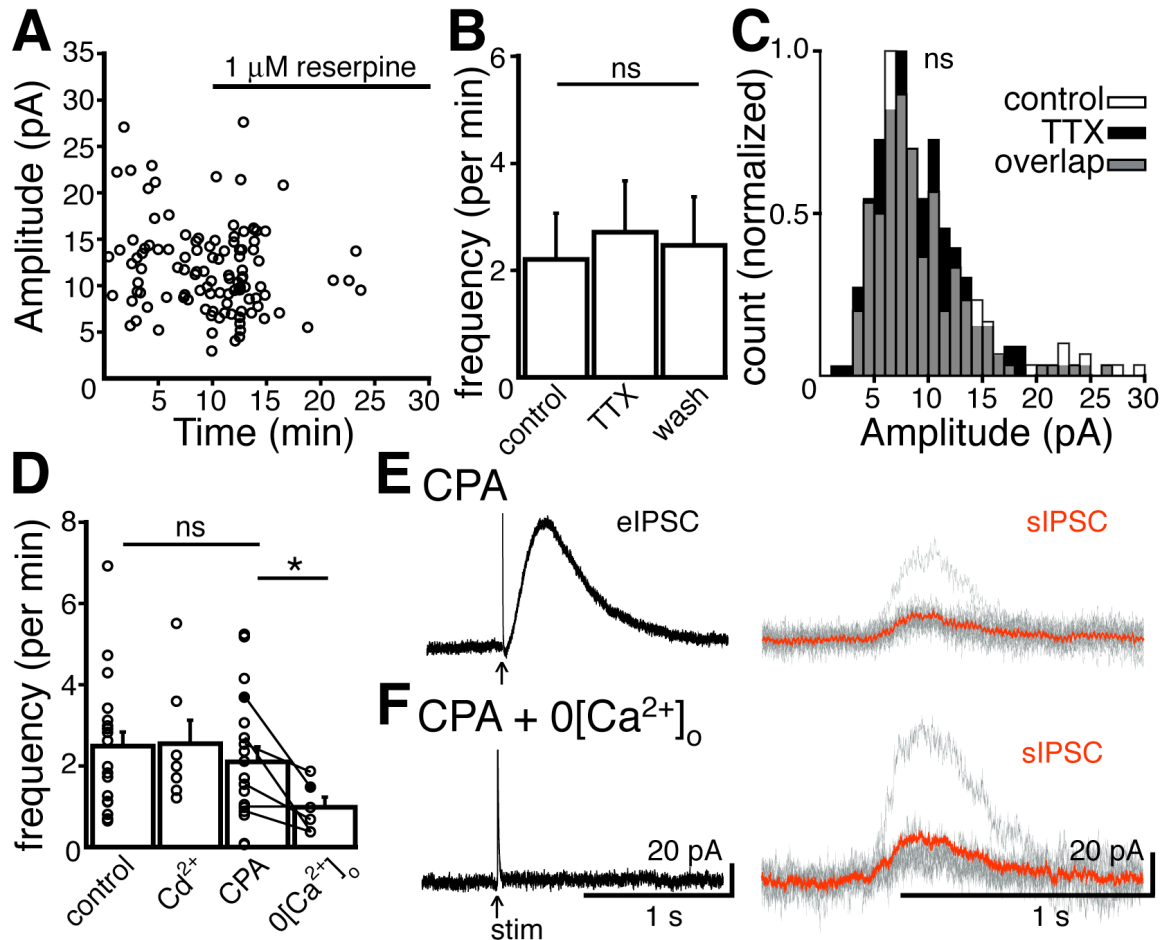 A
35
30
25
20
15
10
5
0
Amplitude (pA)
1 μM reserpine
5 10 15 20 25 30
Time (min)
B
6
4
2
0
frequency (per min)
ns
control TTX wash
C
1.0
0.5
0
count (normalized)
ns
control
TTX
overlap
5 10 15 20 25 30
Amplitude (pA)
D
8
6
4
2
0
frequency (per min)
ns
*
control Cd²⁺ CPA 0[Ca²⁺]ₒ
E CPA
eIPSC
sIPSC
F CPA + 0[Ca²⁺]ₒ
sIPSC
stim
20 pA
1 s
20 pA
1 s